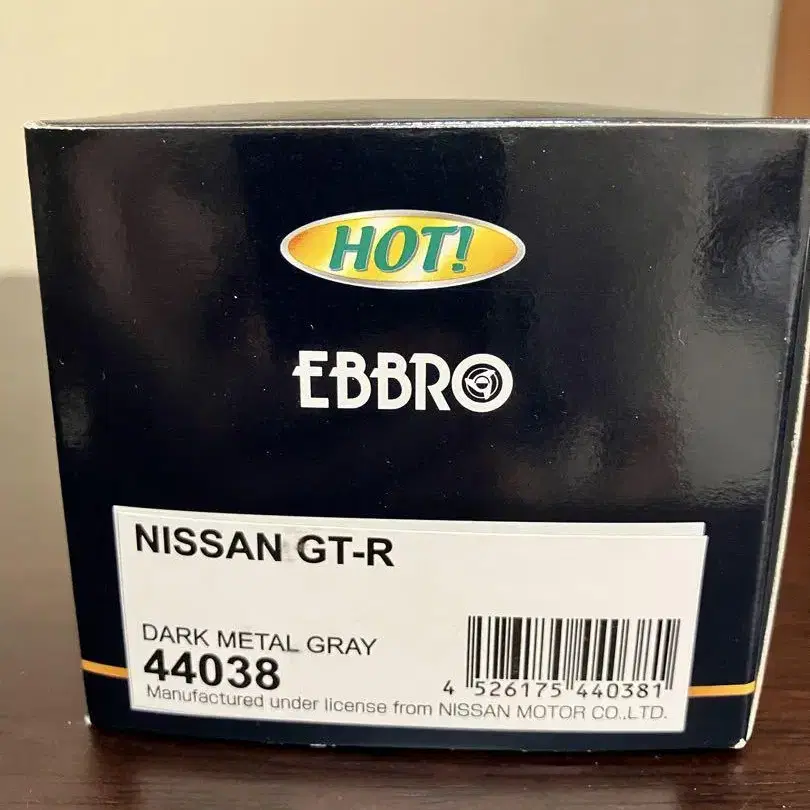 HOT!
EBBRO
NISSAN GT-R
DARK METAL GRAY
44038
4 526175 440381
Manufactured under license from NISSAN MOTOR CO.,LTD.